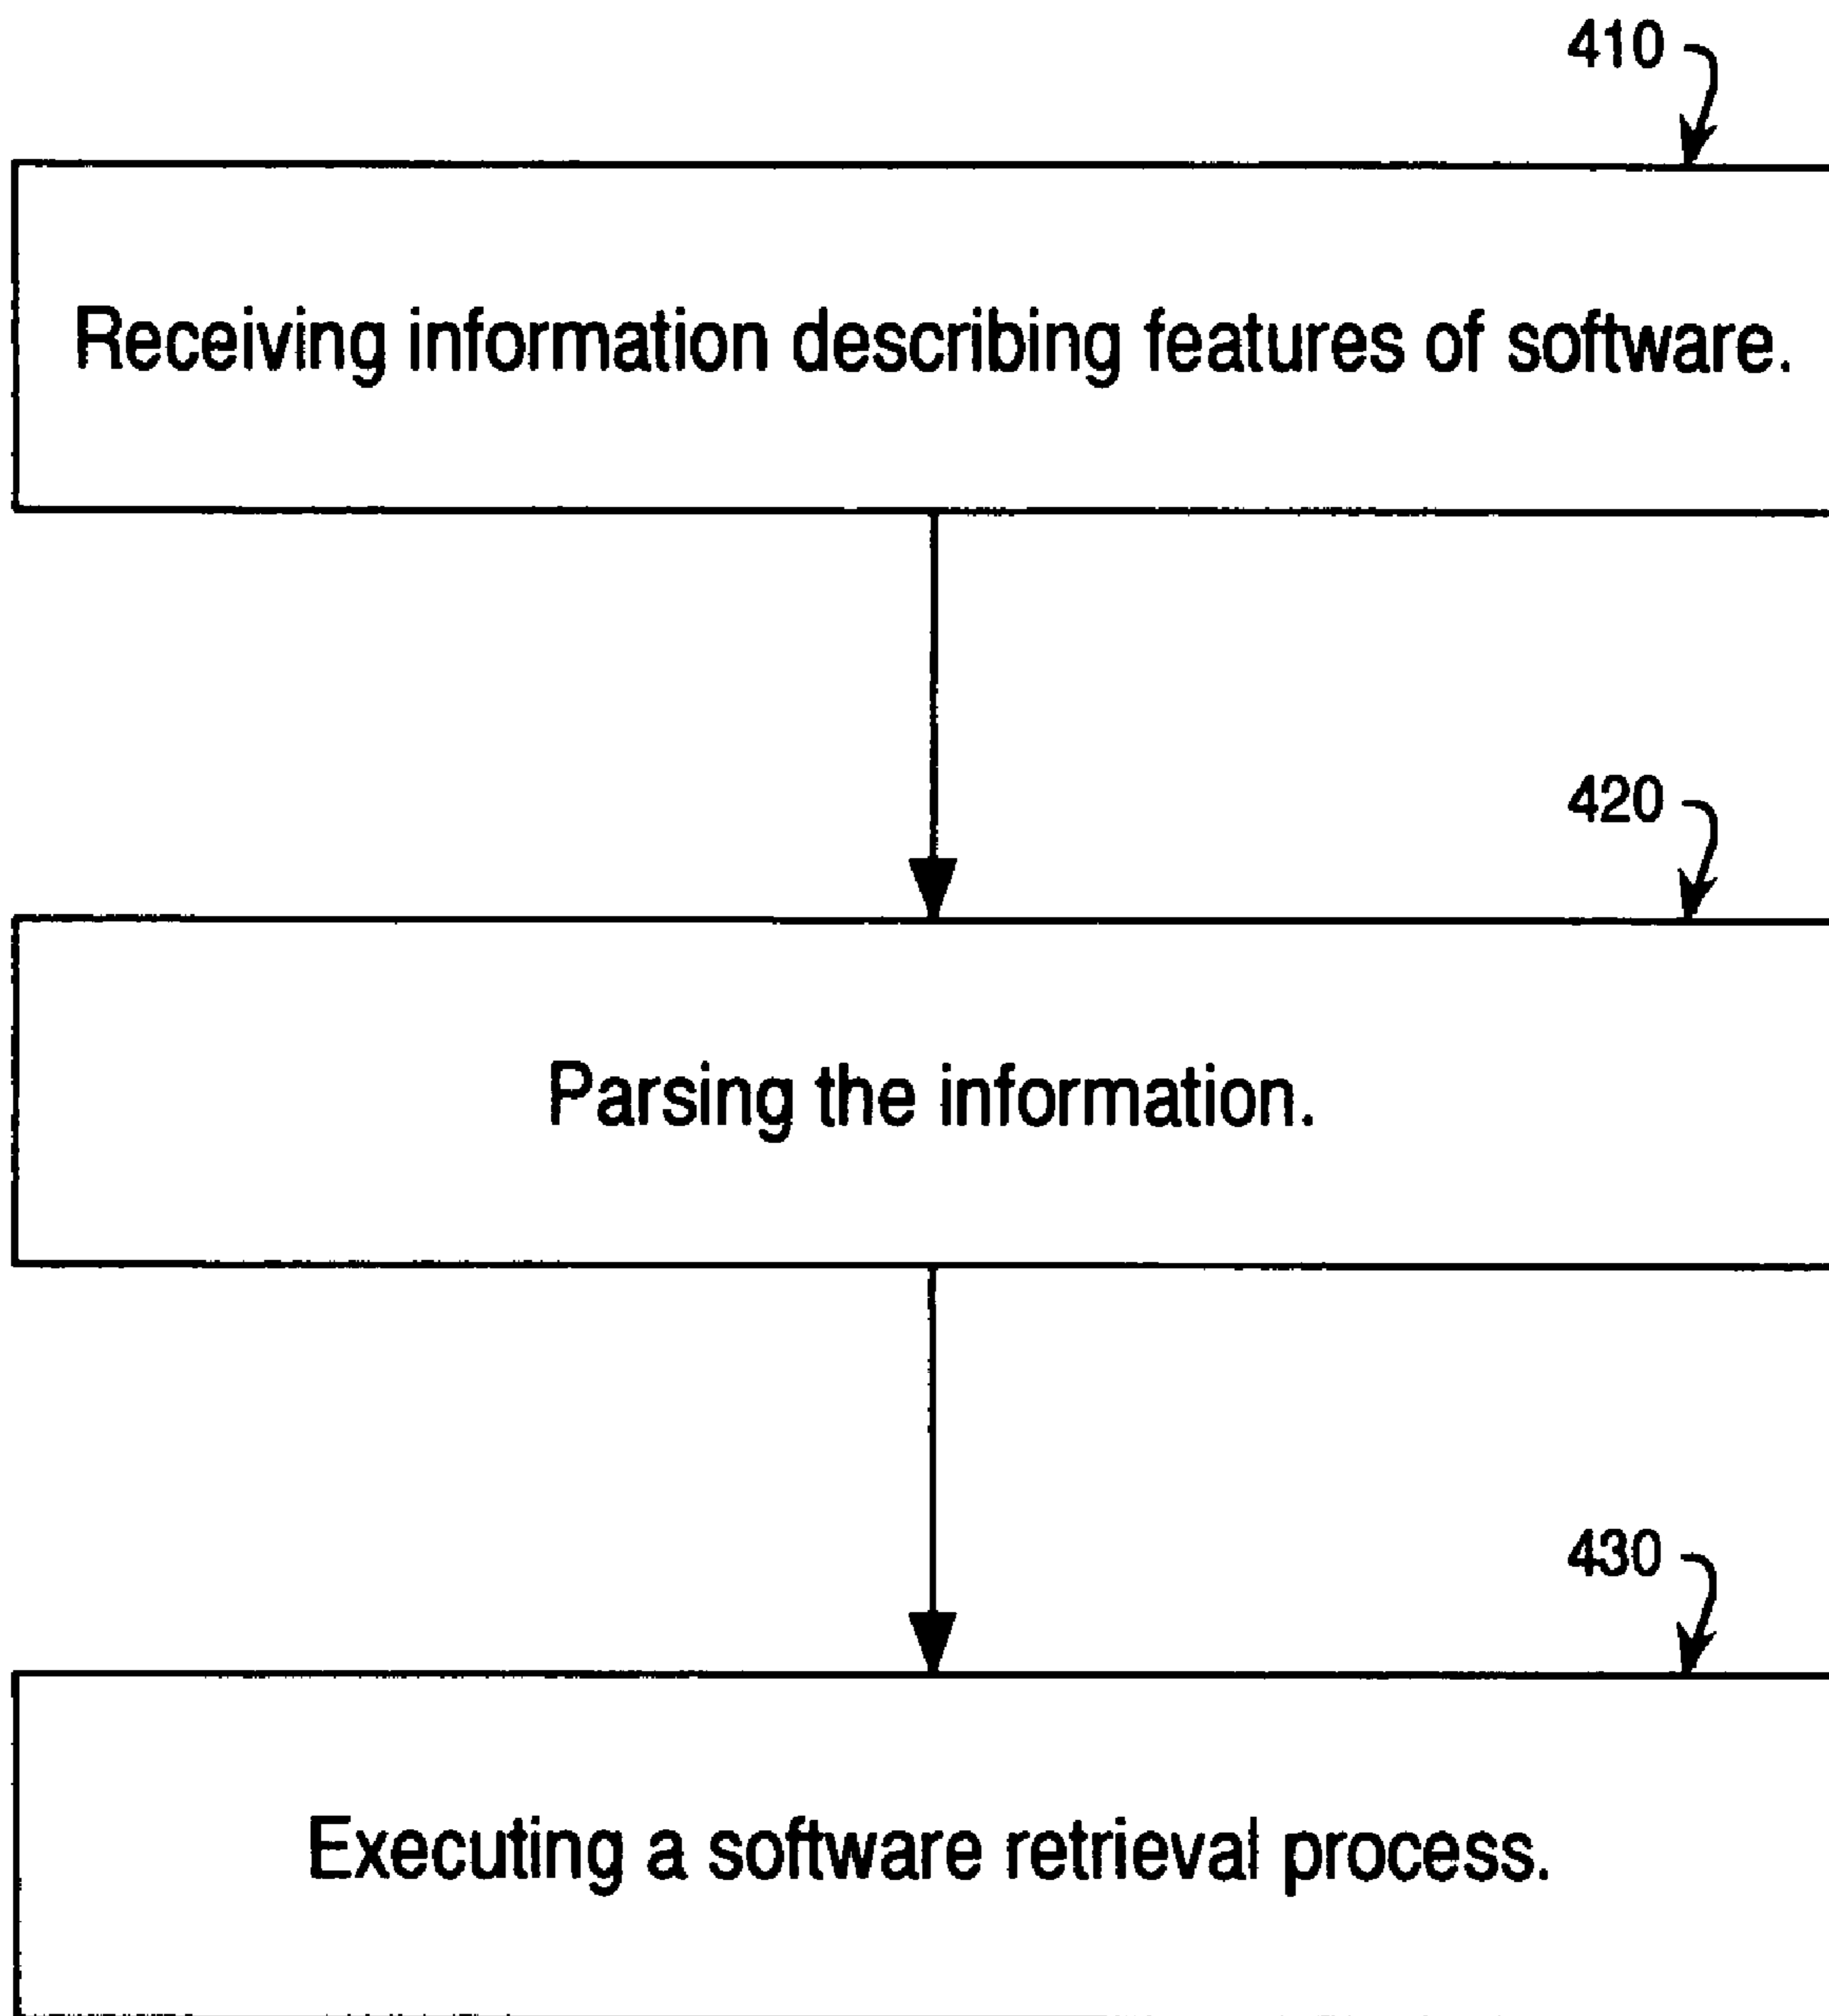 410
Receiving information describing features of software.
420
Parsing the information.
430
Executing a software retrieval process.